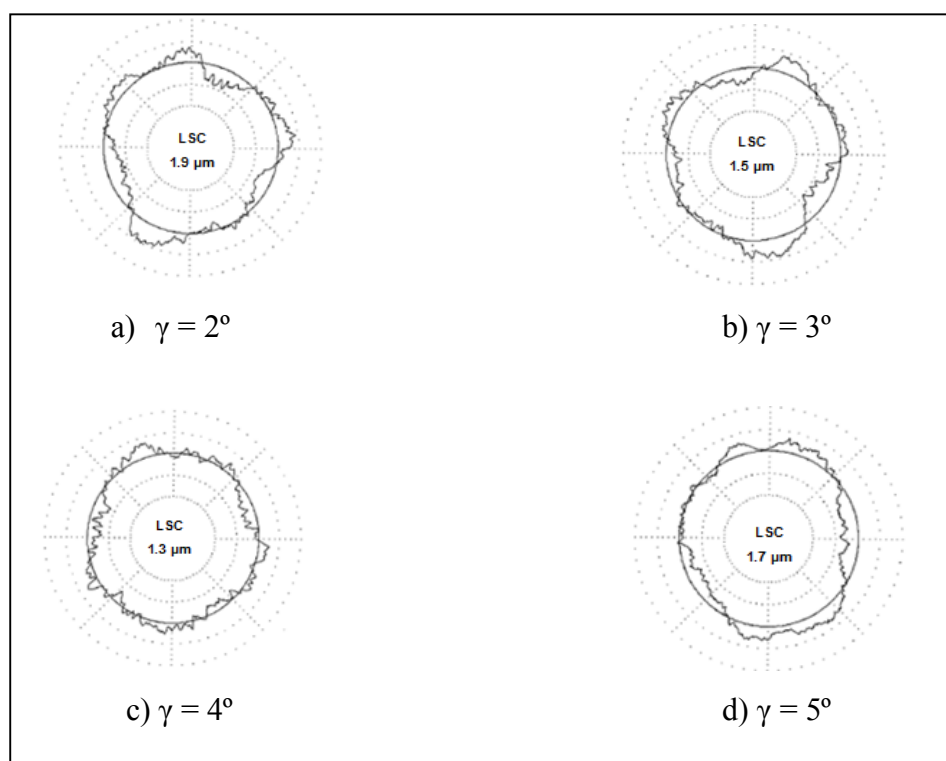 LSC
1.9 µm
LSC
1.5 µm
a) γ = 2º
b) γ = 3º
LSC
1.3 µm
LSC
1.7 µm
c) γ = 4º
d) γ = 5º